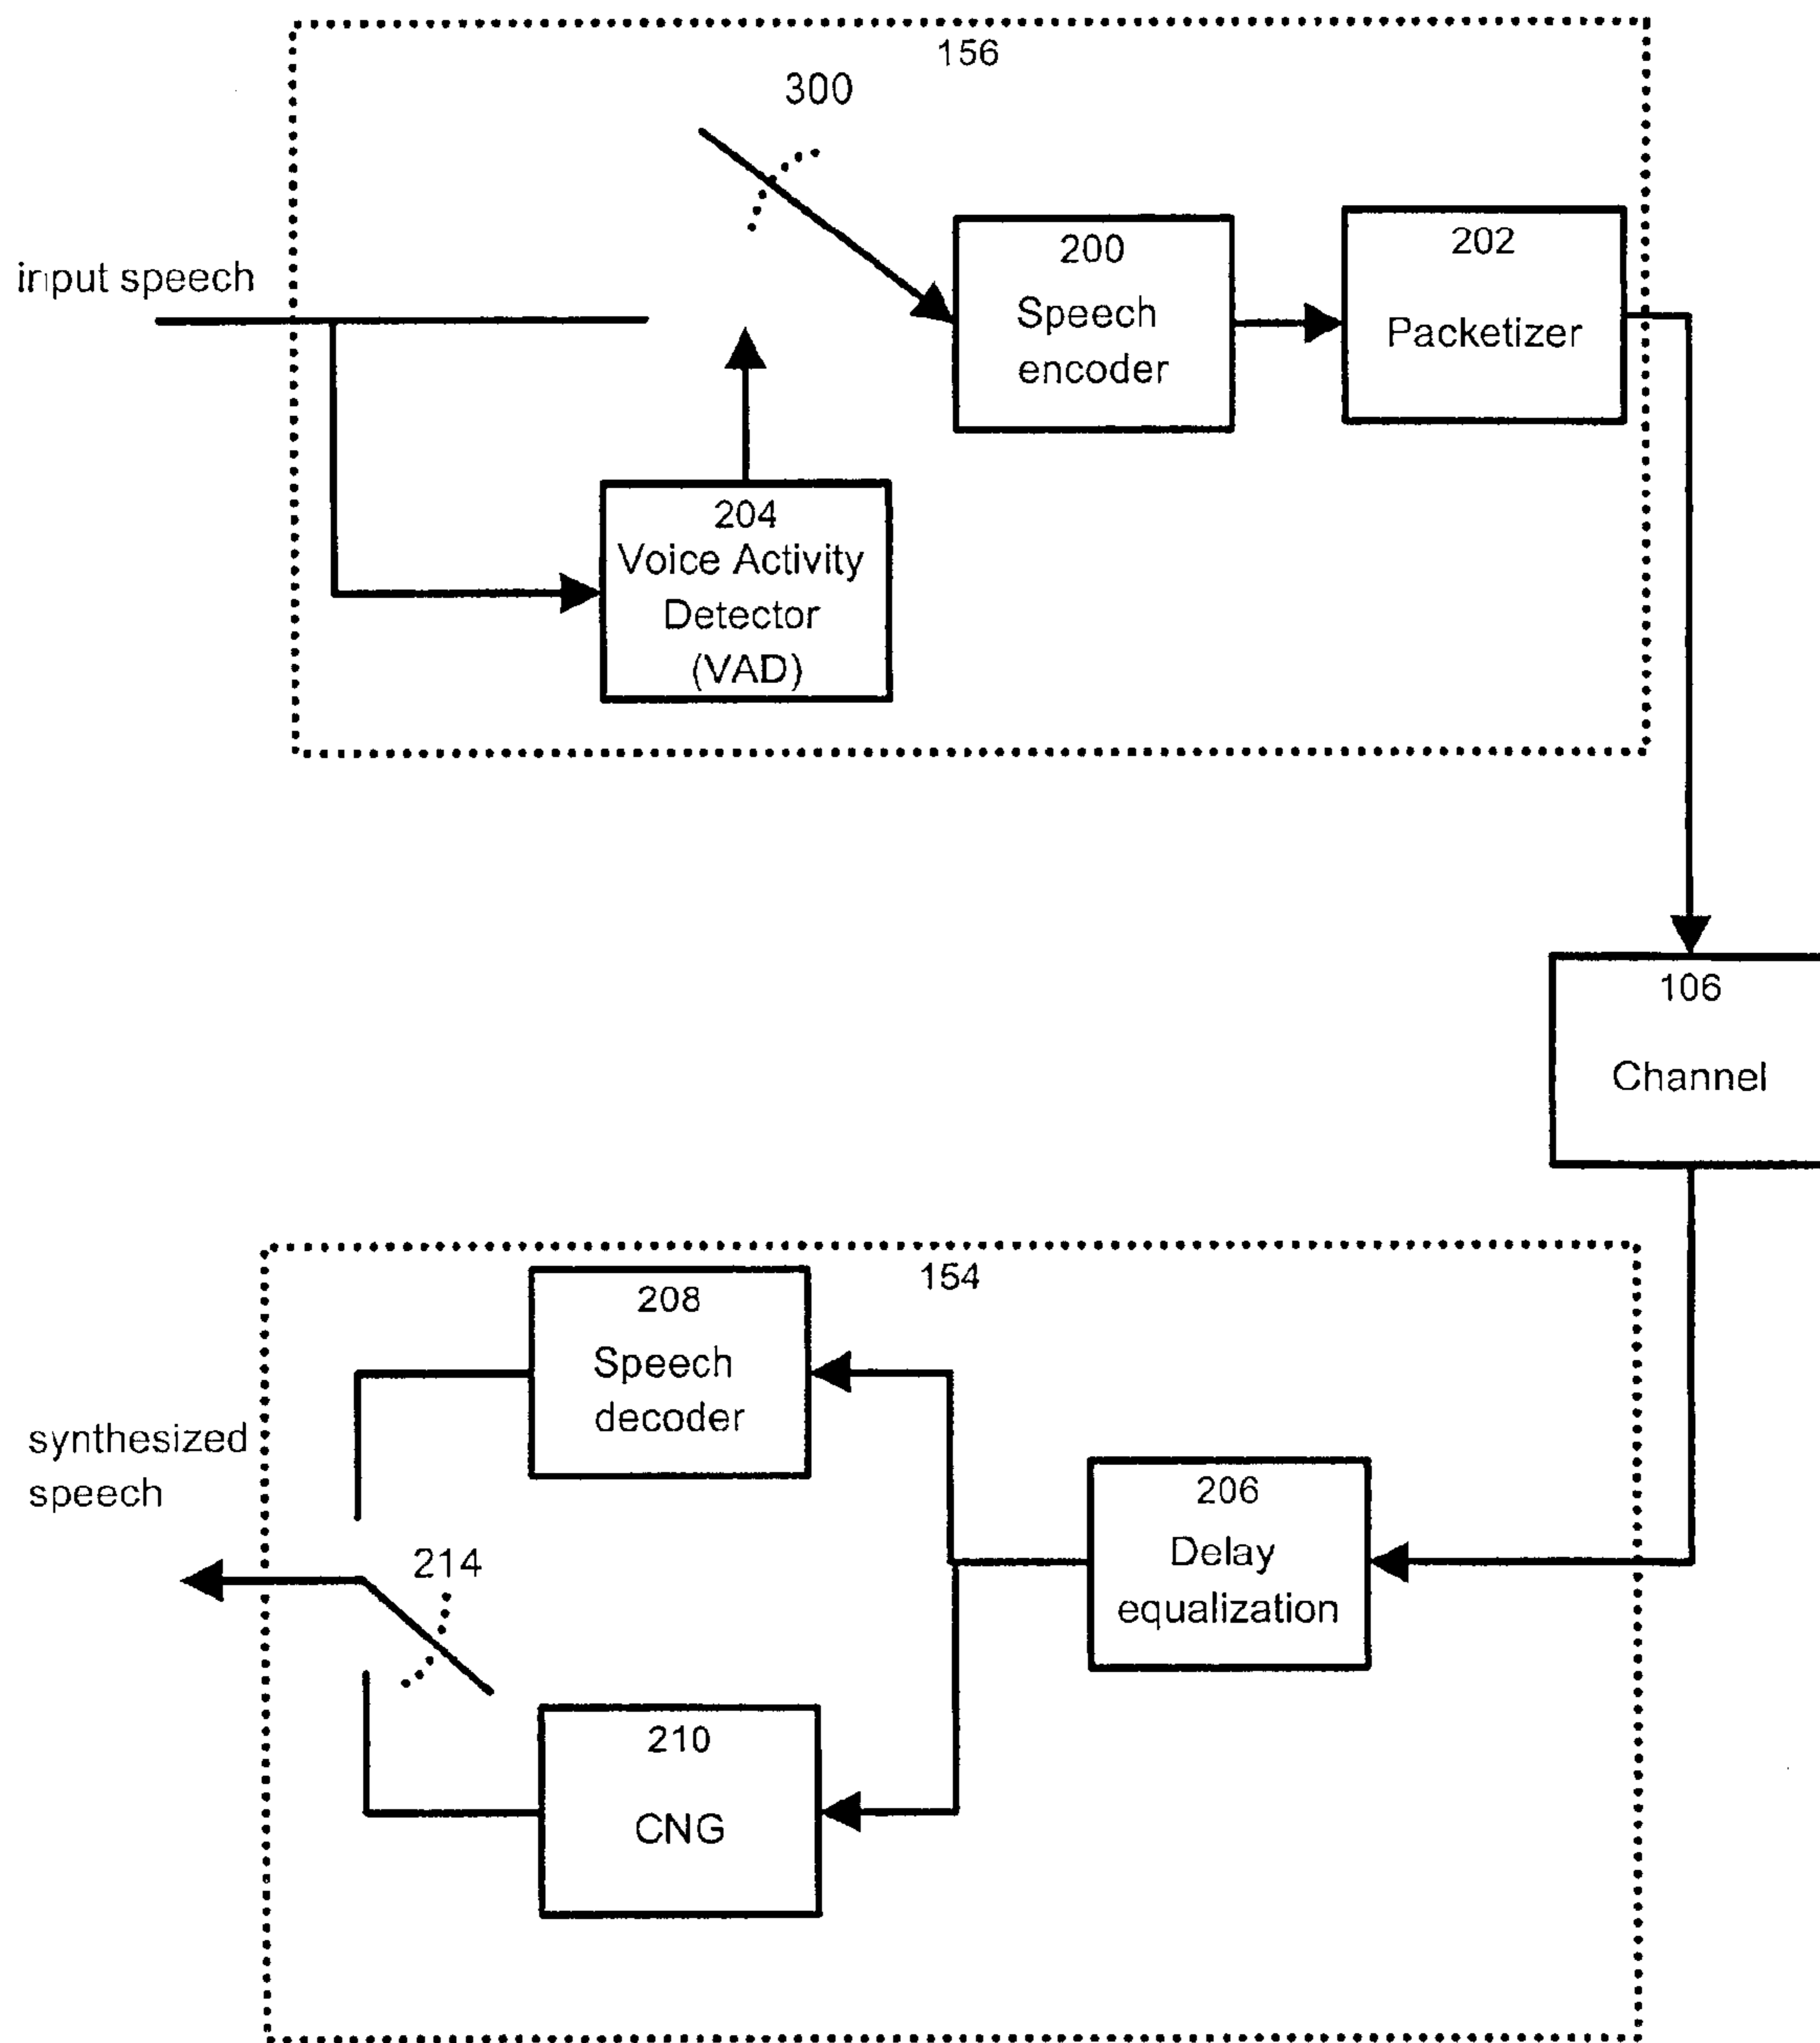 156
300
input speech
200
Speech
encoder
202
Packetizer
204
Voice Activity
Detector
(VAD)
106
Channel
154
208
Speech
decoder
synthesized
speech
206
Delay
equalization
214
210
CNG